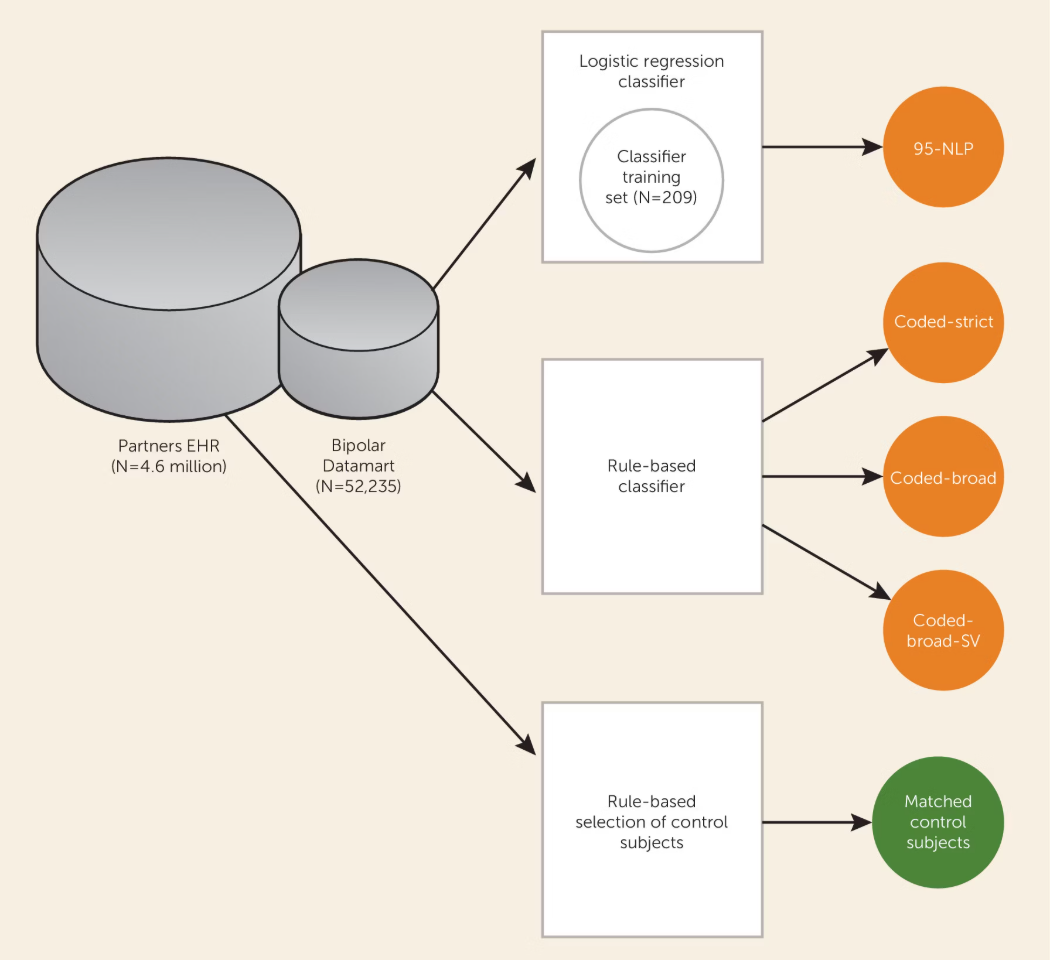 Logistic regression
classifier
Classifier
training
set (N=209)
95-NLP
Coded-strict
Partners EHR
(N=4.6 million)
Bipolar
Datamart
(N=52,235)
Rule-based
classifier
Coded-broad
Coded-
broad-SV
Rule-based
selection of control
subjects
Matched
control
subjects